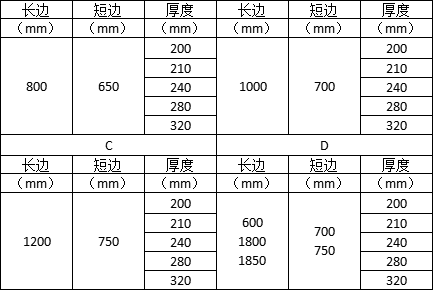 长边 短边 厚度 长边 短边 厚度
（mm） （mm） （mm） （mm） （mm） （mm）
800 650 200 1000 700 200
210 210
240 240
280 280
320 320
C D
长边 短边 厚度 长边 短边 厚度
（mm） （mm） （mm） （mm） （mm） （mm）
1200 750 200 600 700 200
210 1800 750 210
240 1850 240
280 280
320 320